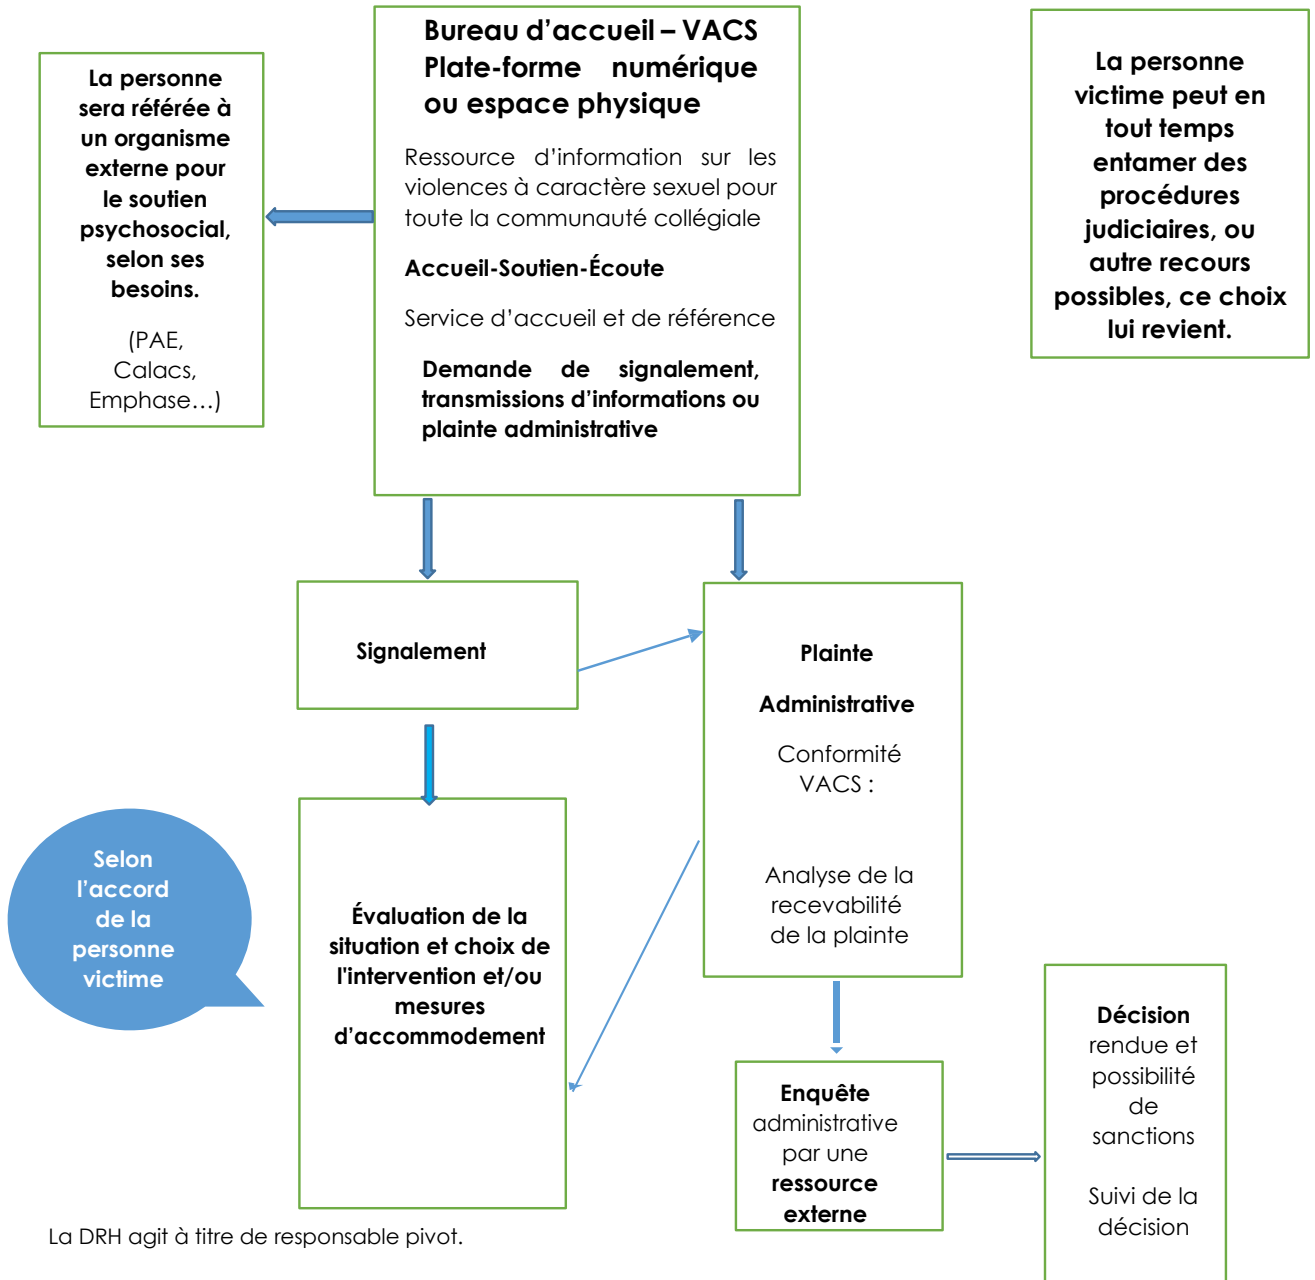 Bureau d’accueil – VACS
Plate-forme numérique
ou espace physique
Ressource d’information sur les
violences à caractère sexuel pour
toute la communauté collégiale
Accueil-Soutien-Écoute
Service d’accueil et de référence
Demande de signalement,
transmissions d’informations ou
plainte administrative
La personne
sera référée à
un organisme
externe pour
le soutien
psychosocial,
selon ses
besoins.
(PAE,
Calacs,
Emphase…)
La personne
victime peut en
tout temps
entamer des
procédures
judiciaires, ou
autre recours
possibles, ce choix
lui revient.
Signalement
Plainte
Administrative
Conformité
VACS :
Analyse de la
recevabilité
de la plainte
Selon
l’accord
de la
personne
victime
Évaluation de la
situation et choix de
l'intervention et/ou
mesures
d’accommodement
Enquête
administrative
par une
ressource
externe
Décision
rendue et
possibilité
de
sanctions
Suivi de la
décision
La DRH agit à titre de responsable pivot.